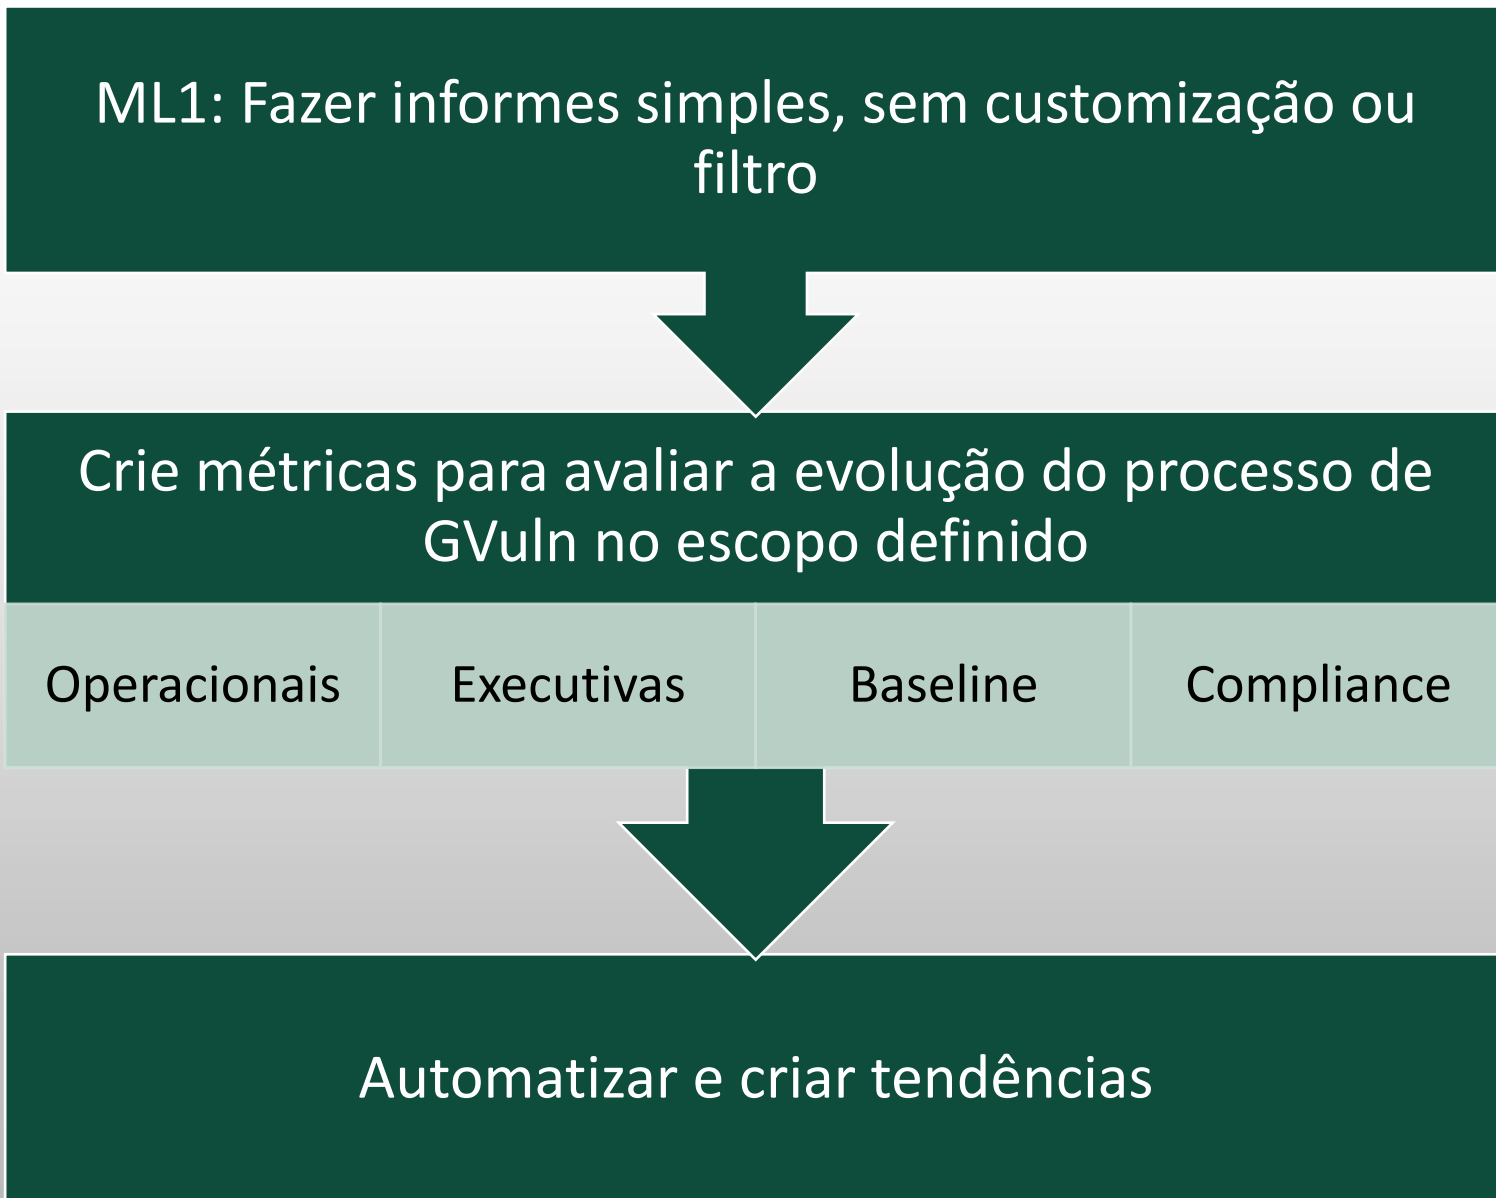 ML1: Fazer informes simples, sem customização ou
filtro
Crie métricas para avaliar a evolução do processo de
GVuln no escopo definido
Operacionais
Executivas
Baseline
Compliance
Automatizar e criar tendências